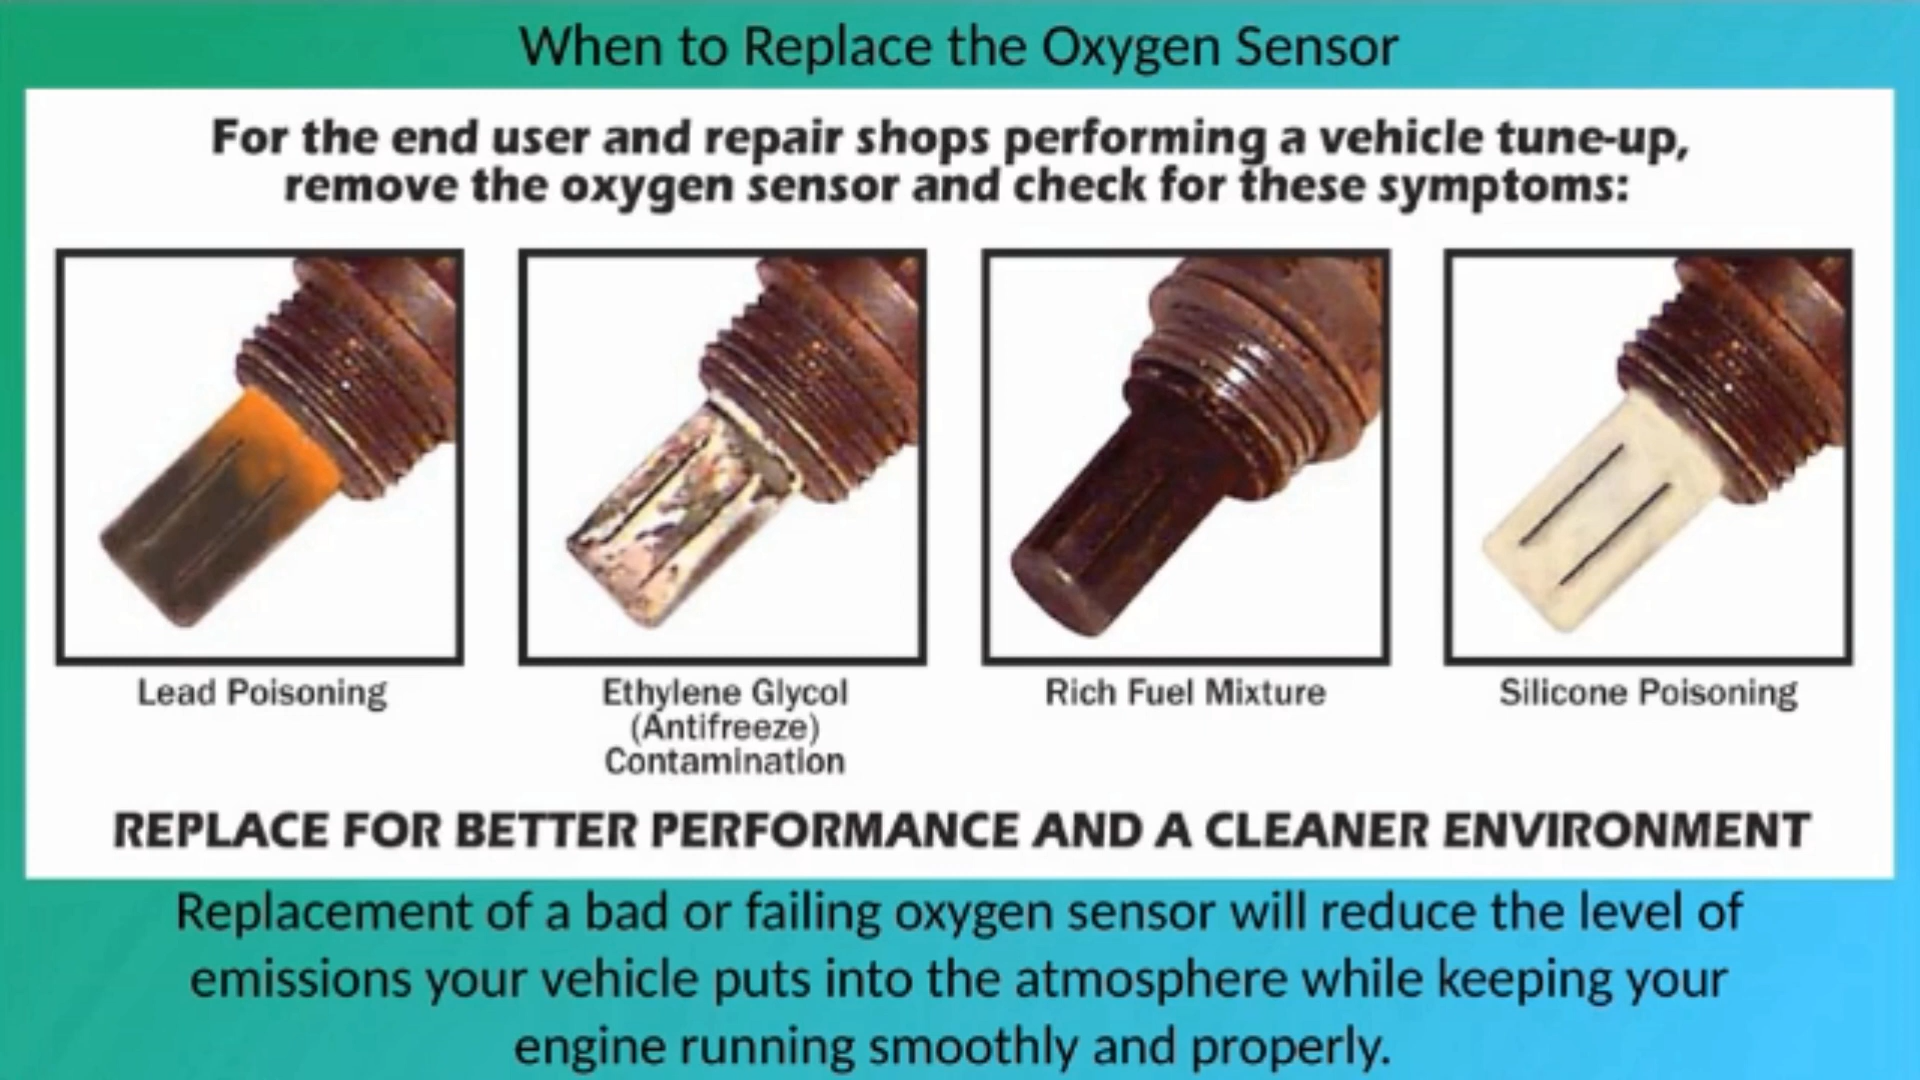 When to Replace the Oxygen Sensor
For the end user and repair shops performing a vehicle tune-up,
remove the oxygen sensor and check for these symptoms:
Lead Poisoning
Ethylene Glycol
(Antifreeze)
Contamination
Rich Fuel Mixture
Silicone Poisoning
REPLACE FOR BETTER PERFORMANCE AND A CLEANER ENVIRONMENT
Replacement of a bad or failing oxygen sensor will reduce the level of
emissions your vehicle puts into the atmosphere while keeping your
engine running smoothly and properly.